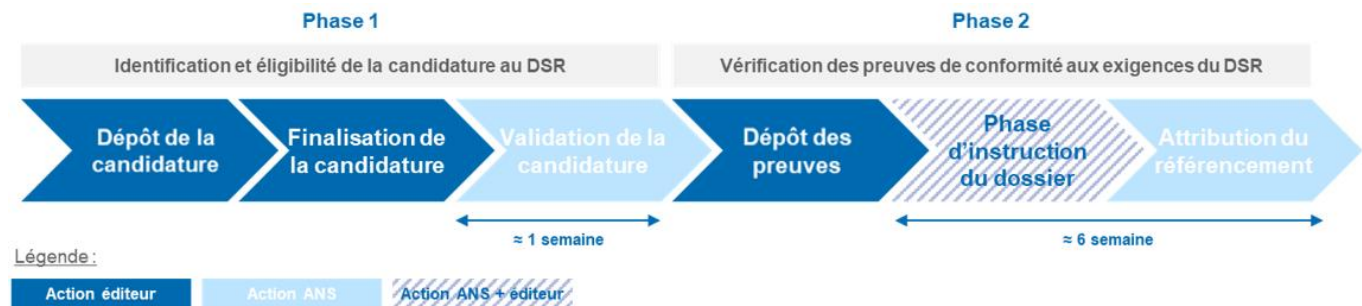 Phase 1
Phase 2
Identification et éligibilité de la candidature au DSR
Vérification des preuves de conformité aux exigences du DSR
Dépôt de la
candidature
Finalisation de
la candidature
Validation de la
candidature
Dépôt des
preuves
Phase
d'instruction
du dossier
Attribution du
référencement
≈ 1 semaine
≈ 6 semaine
Légende :
Action éditeur
Action ANS
Action ANS + éditeur